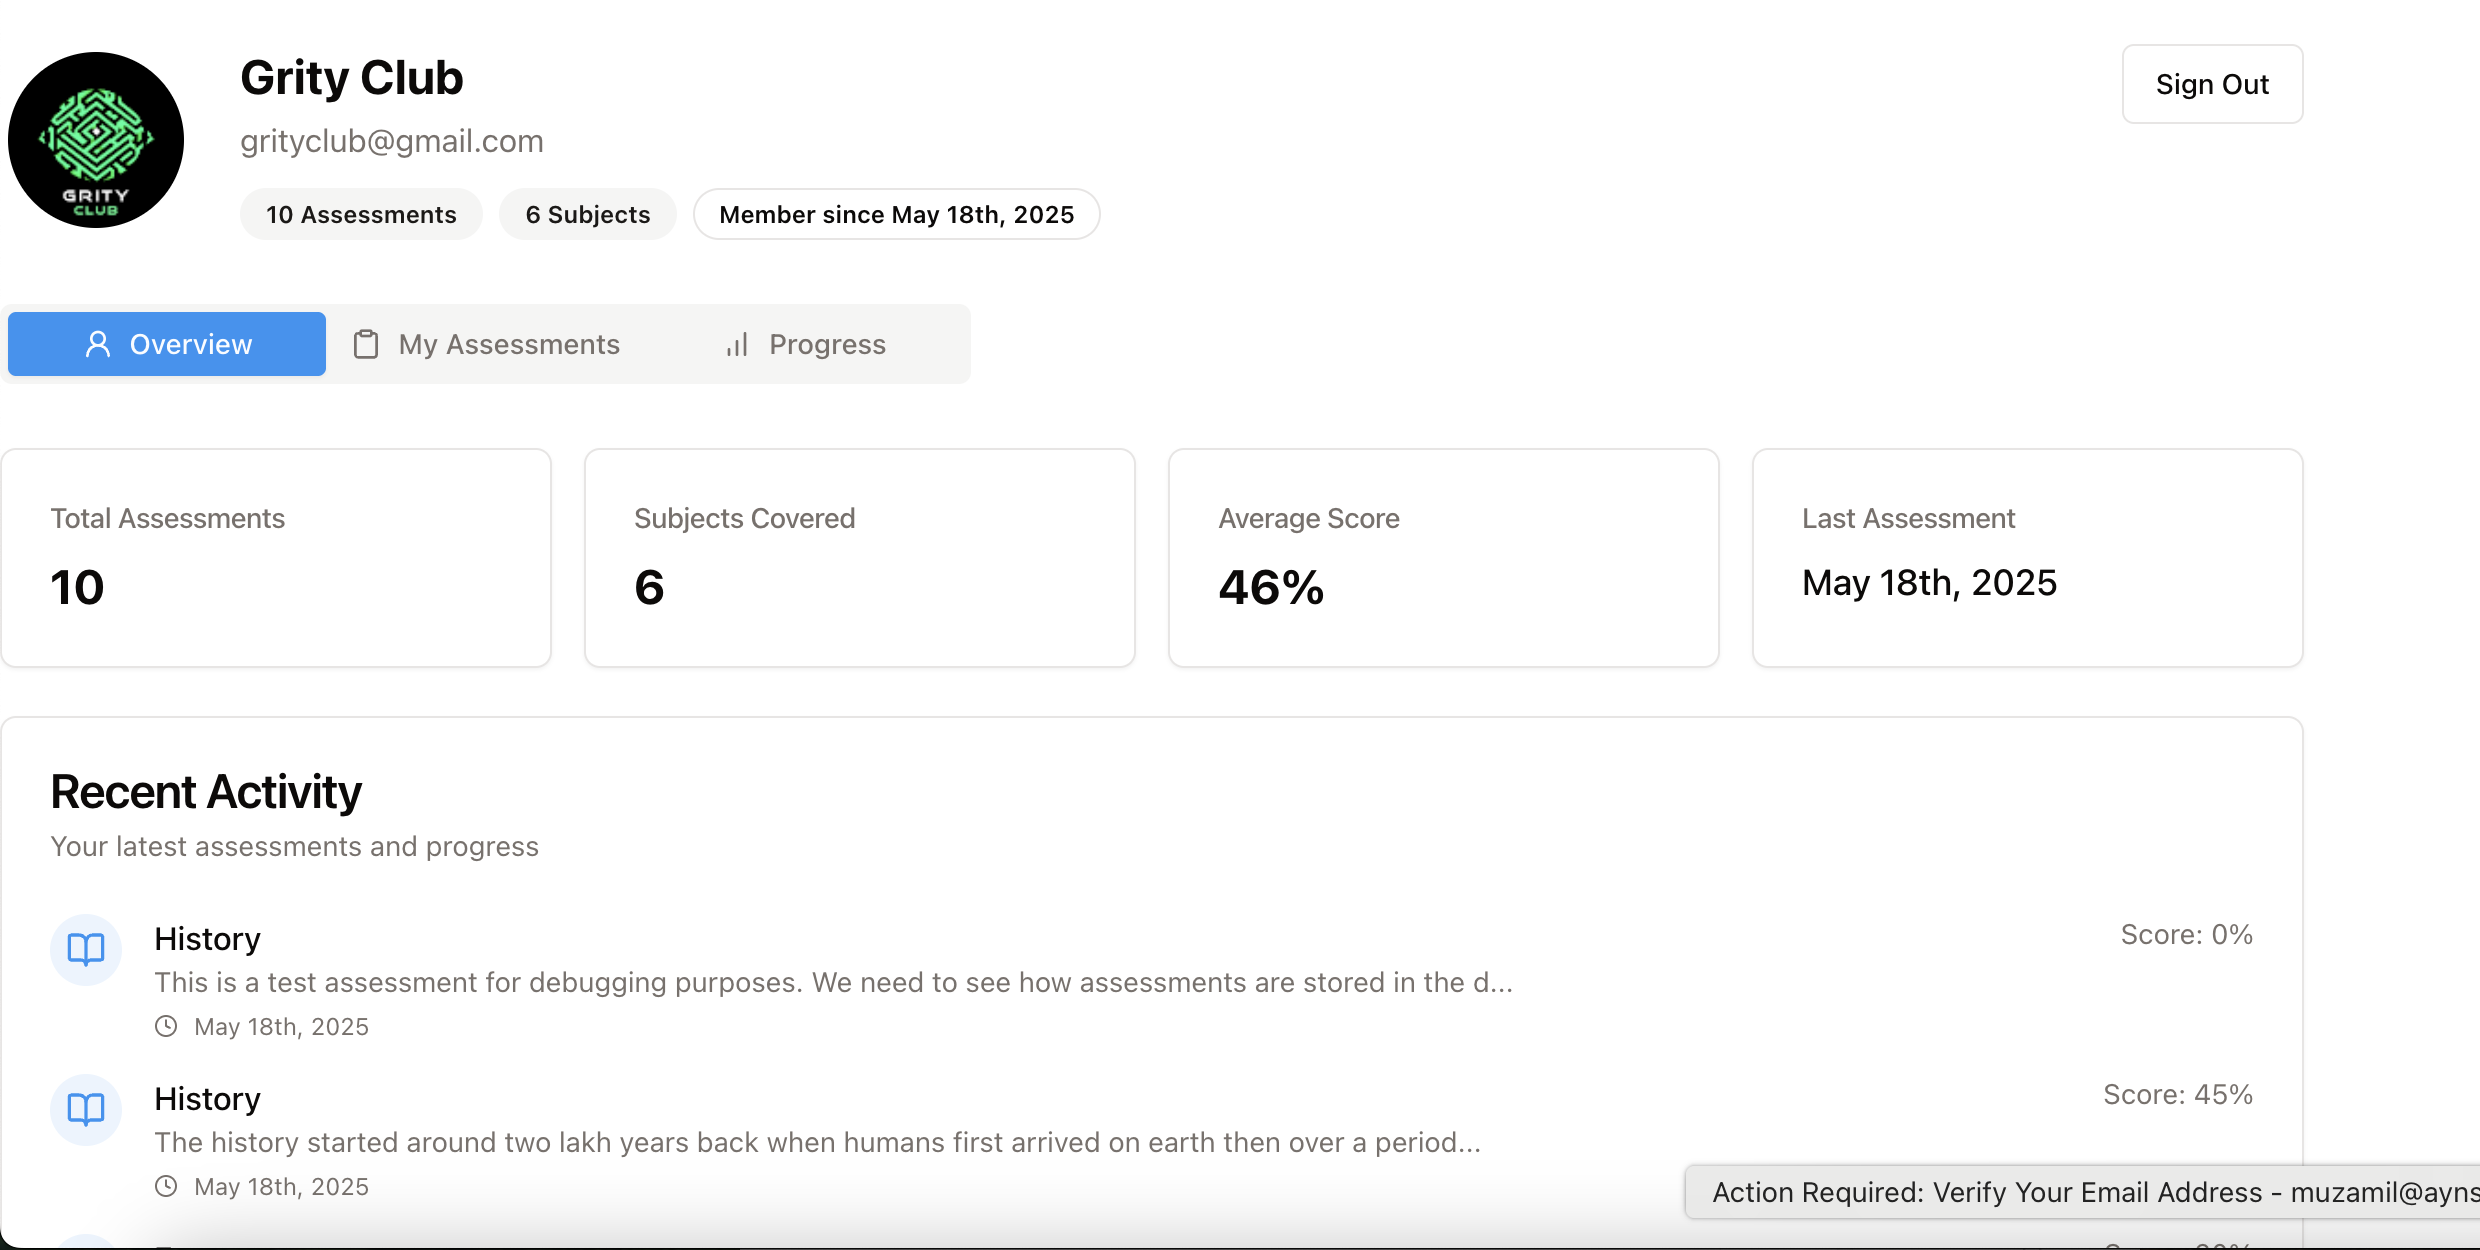 GRITY
CLUB
Grity Club
grityclub@gmail.com
10 Assessments
6 Subjects
Member since May 18th, 2025
Sign Out
Overview
My Assessments
Progress
Total Assessments
10
Subjects Covered
6
Average Score
46%
Last Assessment
May 18th, 2025
Recent Activity
Your latest assessments and progress
History
Score: 0%
This is a test assessment for debugging purposes. We need to see how assessments are stored in the d...
May 18th, 2025
History
Score: 45%
The history started around two lakh years back when humans first arrived on earth then over a period...
May 18th, 2025
Action Required: Verify Your Email Address - muzamil@ayns